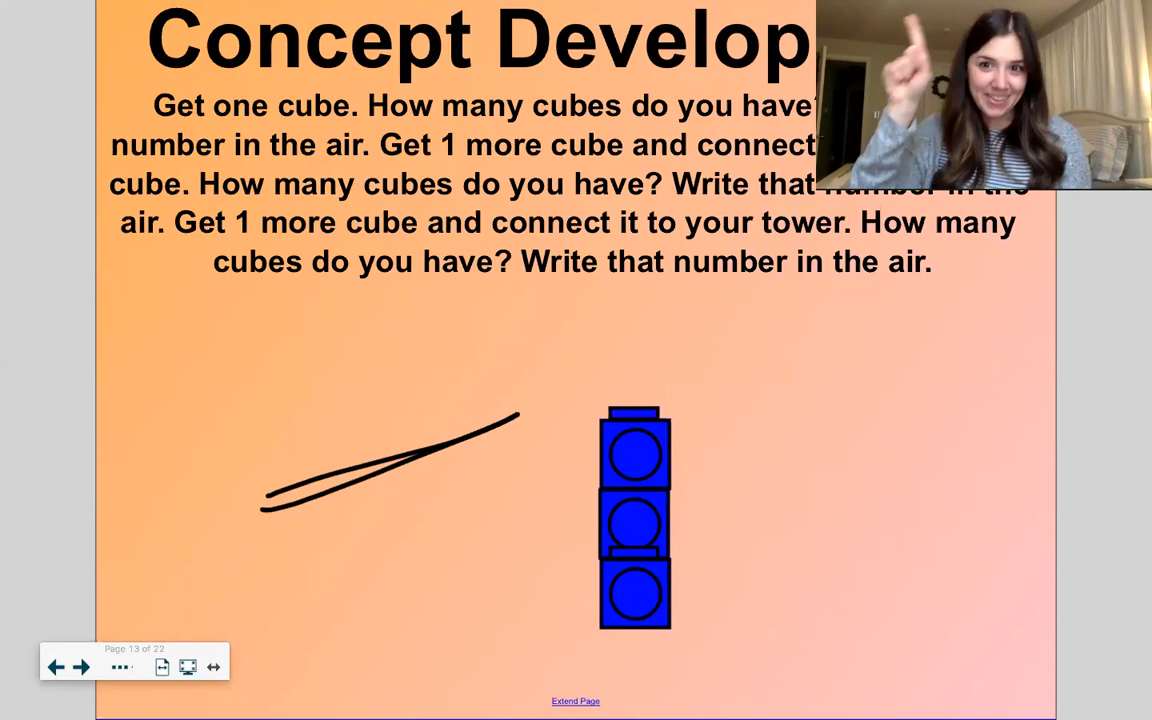 Concept Develop
Get one cube. How many cubes do you have?
number in the air. Get 1 more cube and connect
cube. How many cubes do you have? Write that number in the
air. Get 1 more cube and connect it to your tower. How many
cubes do you have? Write that number in the air.
Page 13 of 22
Extend Page